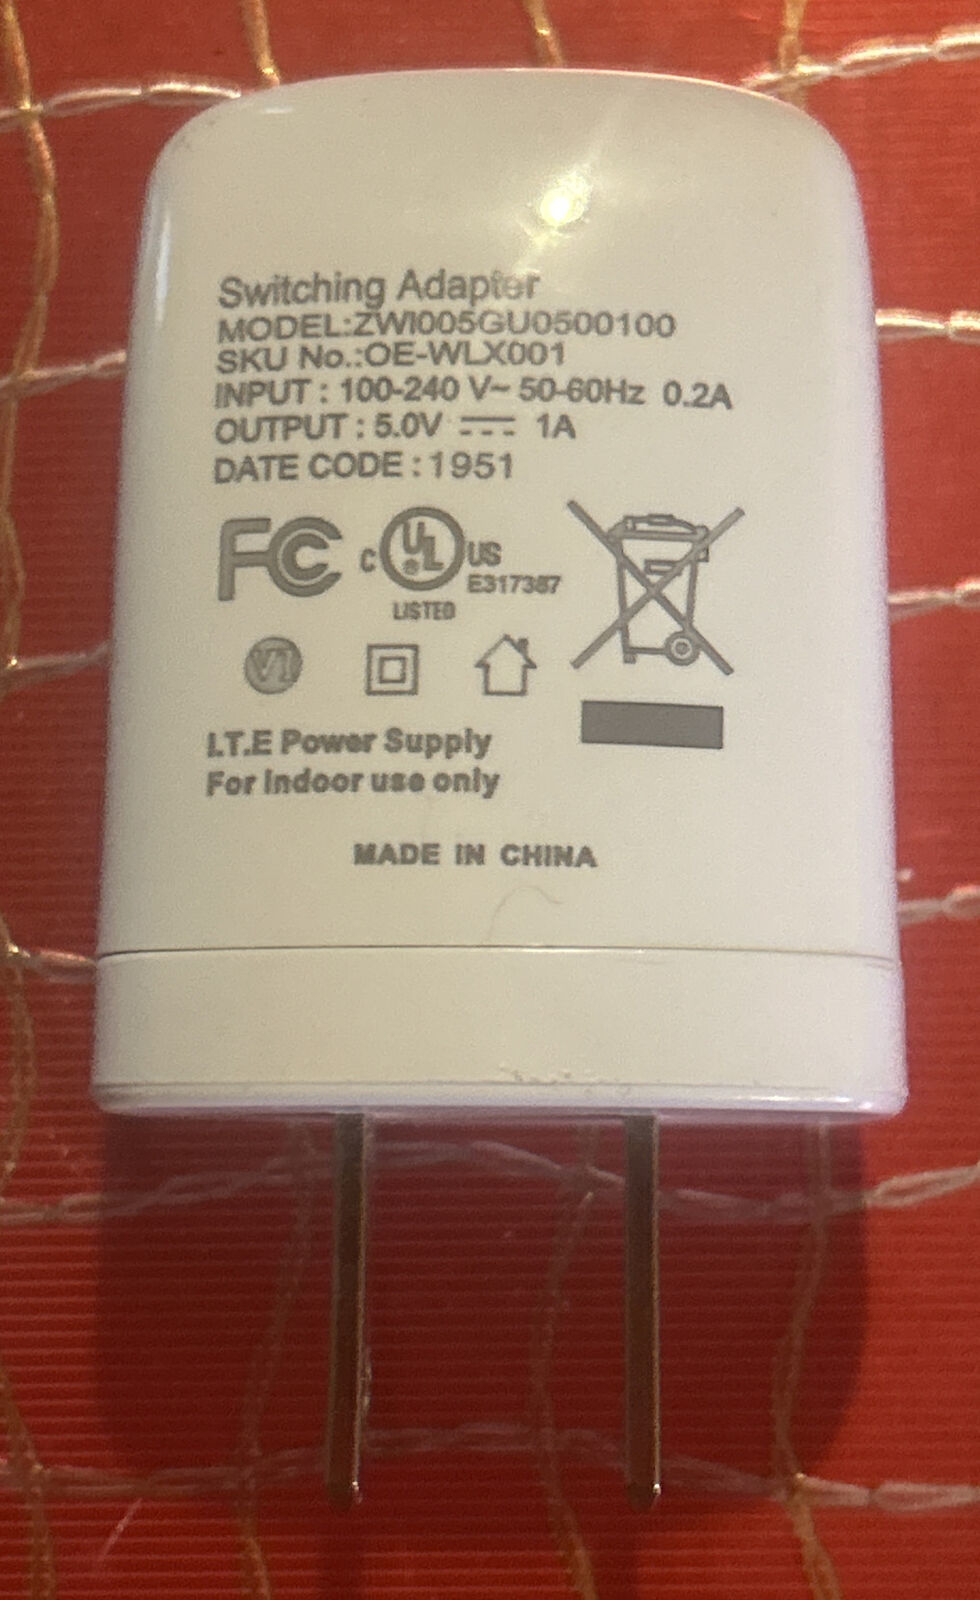 Switching Adapter
MODEL:ZWI005GU0500100
SKU No.:OE-WLX001
INPUT : 100-240 V~ 50-60Hz 0.2A
OUTPUT : 5.0V ⎓ 1A
DATE CODE : 1951
FC C UL ® US
E317387
LISTED
VI
I.T.E Power Supply
For indoor use only
MADE IN CHINA